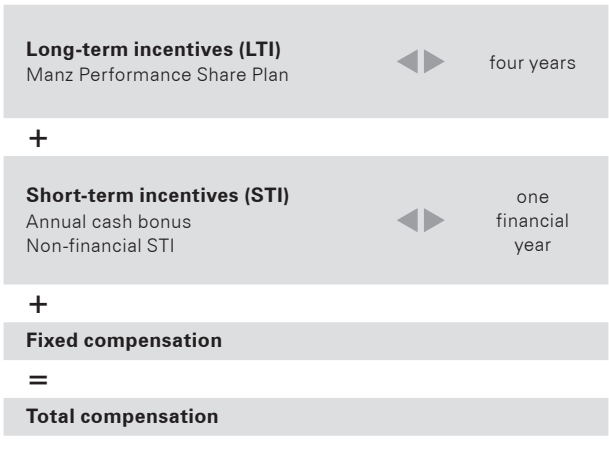 Long-term incentives (LTI)
Manz Performance Share Plan
four years
+
Short-term incentives (STI)
Annual cash bonus
Non-financial STI
one
financial
year
+
Fixed compensation
=
Total compensation